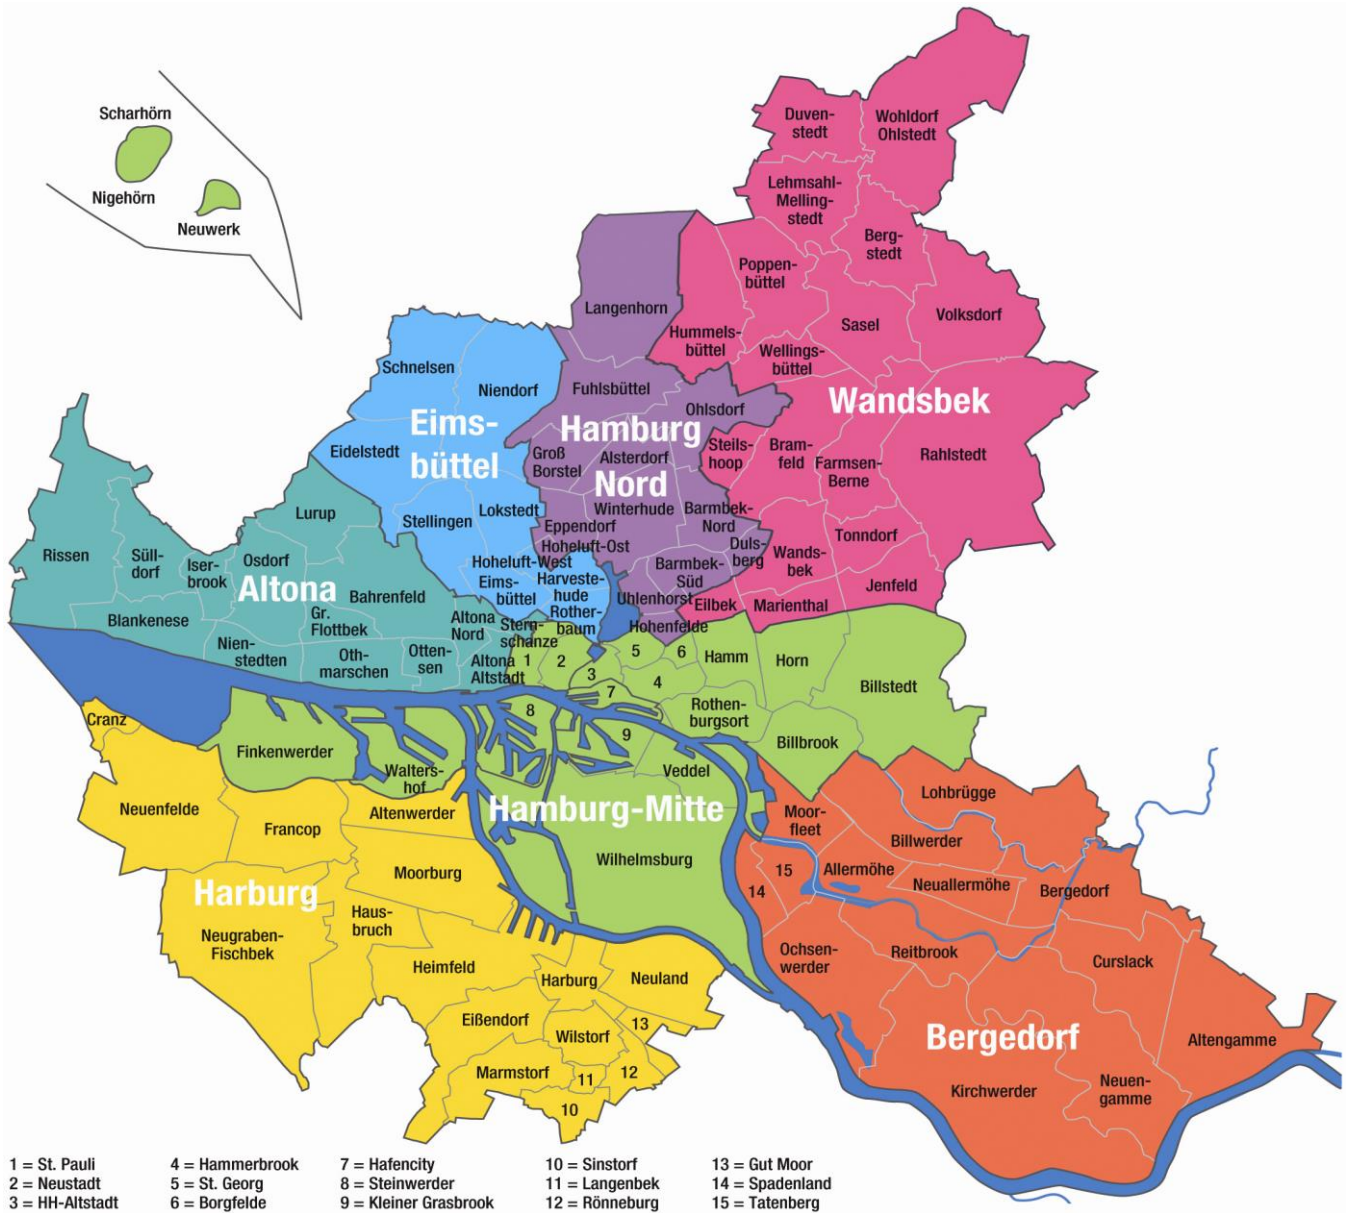 Scharhörn
Nigehörn
Neuwerk
Duven-
stedt
Wohldorf
Ohlstedt
Lehmsahl-
Melling-
stedt
Berg-
stedt
Poppen-
büttel
Langenhorn
Hummels-
büttel
Sasel
Volksdorf
Wellings-
büttel
Schnelsen
Niendorf
Fuhlsbüttel
Ohlsdorf
Wandsbek
Eims-
büttel
Hamburg
Nord
Eidelstedt
Groß
Borstel
Alsterdorf
Steils-
hoop
Bram-
feld
Farmsen-
Berne
Rahlstedt
Lurup
Stellingen
Lokstedt
Winterhude
Eppendorf
Barmbek-
Nord
Hoheluft-Ost
Duls-
berg
Tonndorf
Rissen
Süll-
dorf
Iser-
brook
Osdorf
Altona
Bahrenfeld
Hoheluft-West
Eims-
büttel
Harveste-
hude
Rother-
baum
Barmbek-
Süd
Uhlenhorst
Wands-
bek
Eilbek
Marienthal
Jenfeld
Blankenese
Gr.
Flottbek
Altona
Nord
Stern-
schanze
Hohenfelde
Nien-
stedten
Oth-
marschen
Otten-
sen
Altona
Altstadt
1
2
3
4
5
6
7
8
9
Hamm
Horn
Billstedt
Rothen-
burgsort
Billbrook
Cranz
Finkenwerder
Walters-
hof
Veddel
Neuenfelde
Francop
Altenwerder
Hamburg-Mitte
Moor-
fleet
Lohbrügge
Billwerder
Moorburg
Wilhelmsburg
14
15
Allermöhe
Neuallermöhe
Bergedorf
Harburg
Haus-
bruch
Neugraben-
Fischbek
Heimfeld
Harburg
Neuland
Ochsen-
werder
Reitbrook
Curslack
Eißendorf
Wilstorf
13
Bergedorf
Altengamme
Marmstorf
11
12
10
Kirchwerder
Neuen-
gamme
1 = St. Pauli
2 = Neustadt
3 = HH-Altstadt
4 = Hammerbrook
5 = St. Georg
6 = Borgfelde
7 = Hafencity
8 = Steinwerder
9 = Kleiner Grasbrook
10 = Sinstorf
11 = Langenbek
12 = Rönneburg
13 = Gut Moor
14 = Spadenland
15 = Tatenberg